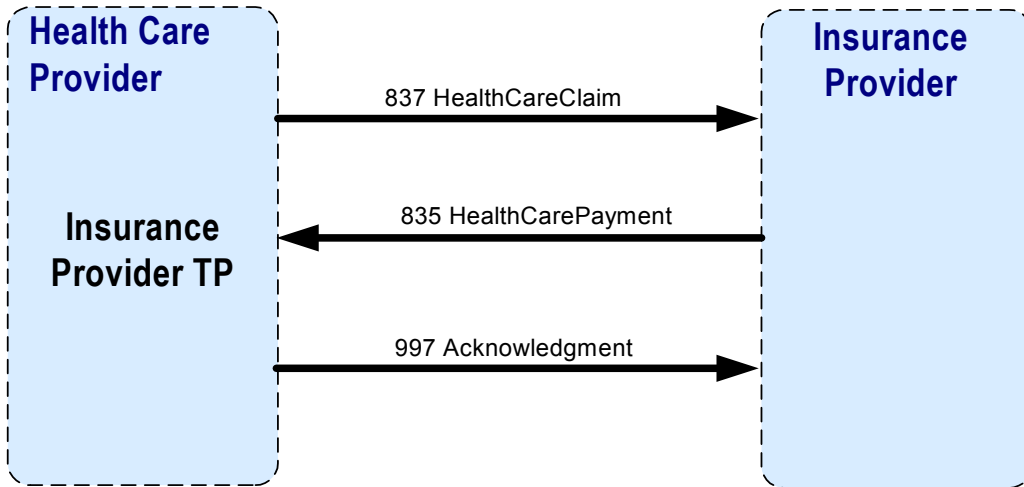 Health Care
Provider
Insurance
Provider
837 HealthCareClaim
835 HealthCarePayment
Insurance
Provider TP
997 Acknowledgment